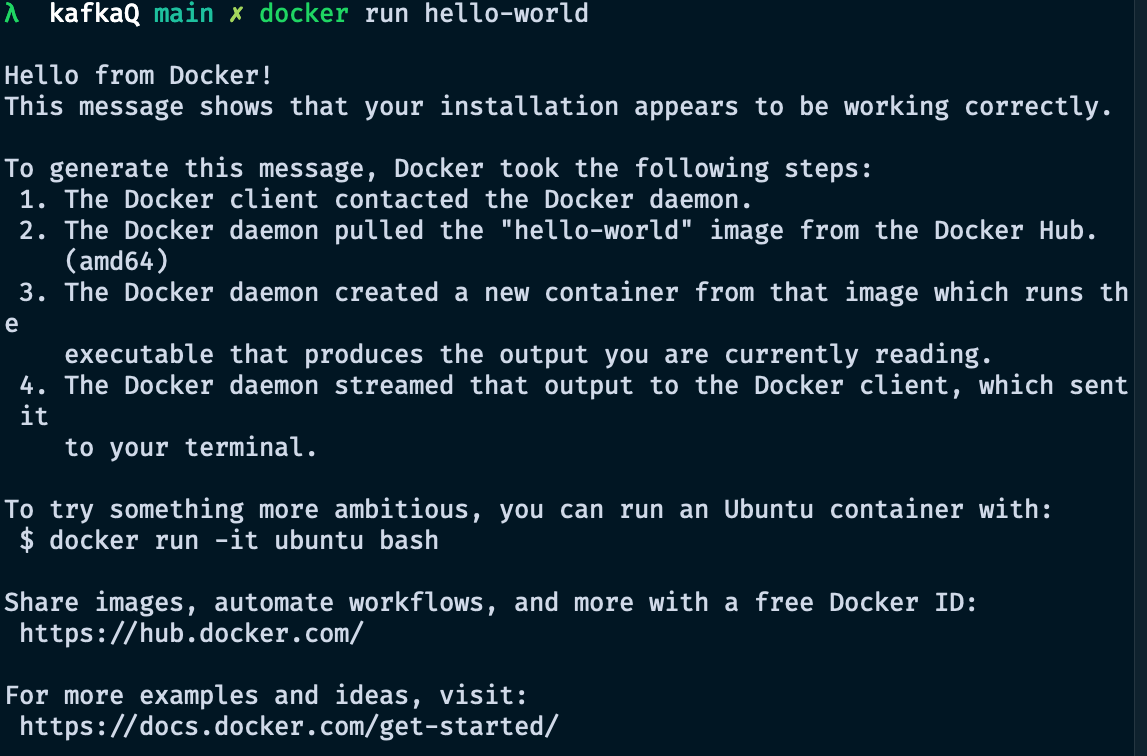 λ  kafkaQ main ✗ docker run hello-world

Hello from Docker!
This message shows that your installation appears to be working correctly.

To generate this message, Docker took the following steps:
 1. The Docker client contacted the Docker daemon.
 2. The Docker daemon pulled the "hello-world" image from the Docker Hub.
    (amd64)
 3. The Docker daemon created a new container from that image which runs th
e
    executable that produces the output you are currently reading.
 4. The Docker daemon streamed that output to the Docker client, which sent
 it
    to your terminal.

To try something more ambitious, you can run an Ubuntu container with:
 $ docker run -it ubuntu bash

Share images, automate workflows, and more with a free Docker ID:
 https://hub.docker.com/

For more examples and ideas, visit:
 https://docs.docker.com/get-started/